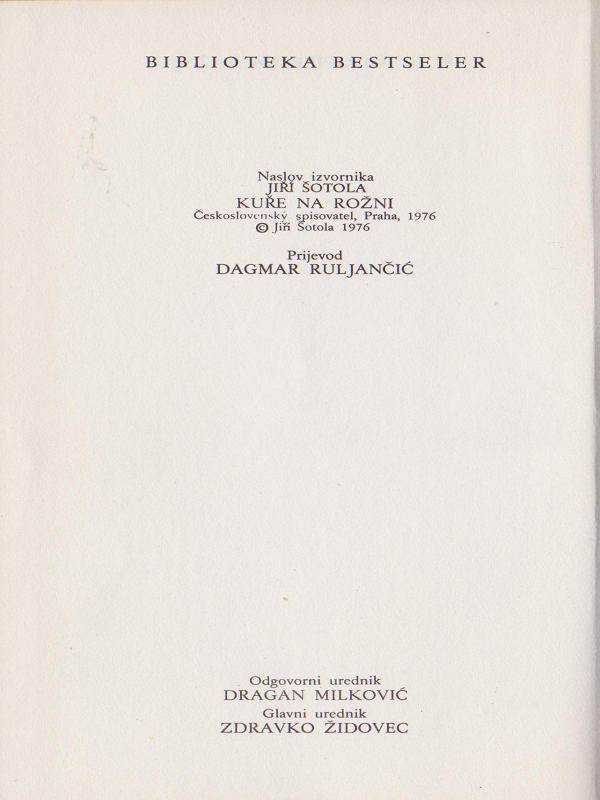 BIBLIOTEKA BESTSELER
Naslov izvornika
JIŘÍ ŠOTOLA
KUŘE NA ROŽNI
Československý spisovatel, Praha, 1976
© Jiří Šotola 1976
Prijevod
DAGMAR RULJANČIĆ
Odgovorni urednik
DRAGAN MILKOVIĆ
Glavni urednik
ZDRAVKO ŽIDOVEC